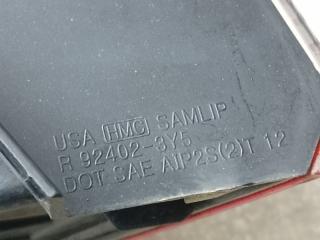 USA HMC SAMLIP
R 92402-3Y5
DOT SAE AIP2S(2)T 12